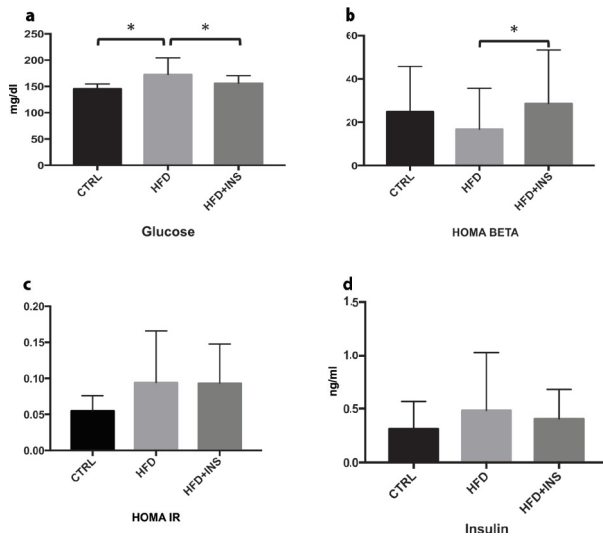 a
*
*
200
150
100
50
0
mg/dl
CTRL
HFD
HFD+INS
Glucose
b
*
60
40
20
0
CTRL
HFD
HFD+INS
HOMA BETA
c
0.20
0.15
0.10
0.05
0.00
CTRL
HFD
HFD+INS
HOMA IR
d
1.5
1.0
0.5
0.0
ng/ml
CTRL
HFD
HFD+INS
Insulin